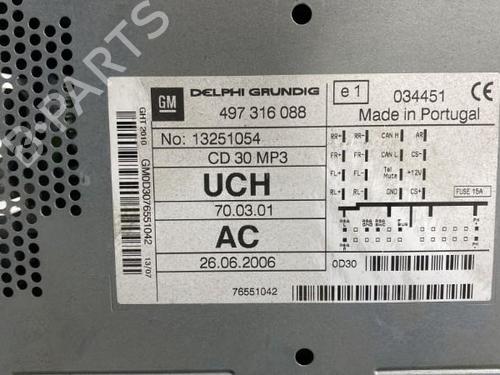 B-PARTS
GM DELPHI GRUNDIG
497 316 088
e1 034451 CE
Made in Portugal
No: 13251054
CD 30 MP3
UCH
70.03.01
AC
26.06.2006
76551042
GHT 2010
GM0D3076551042
13/07
RR+ RR- CAN H AR
FR+ FR- CAN L CS-
FL+ FL- Tel Mute +12V
RL+ RL- GND CS+
FUSE 15A
0D30